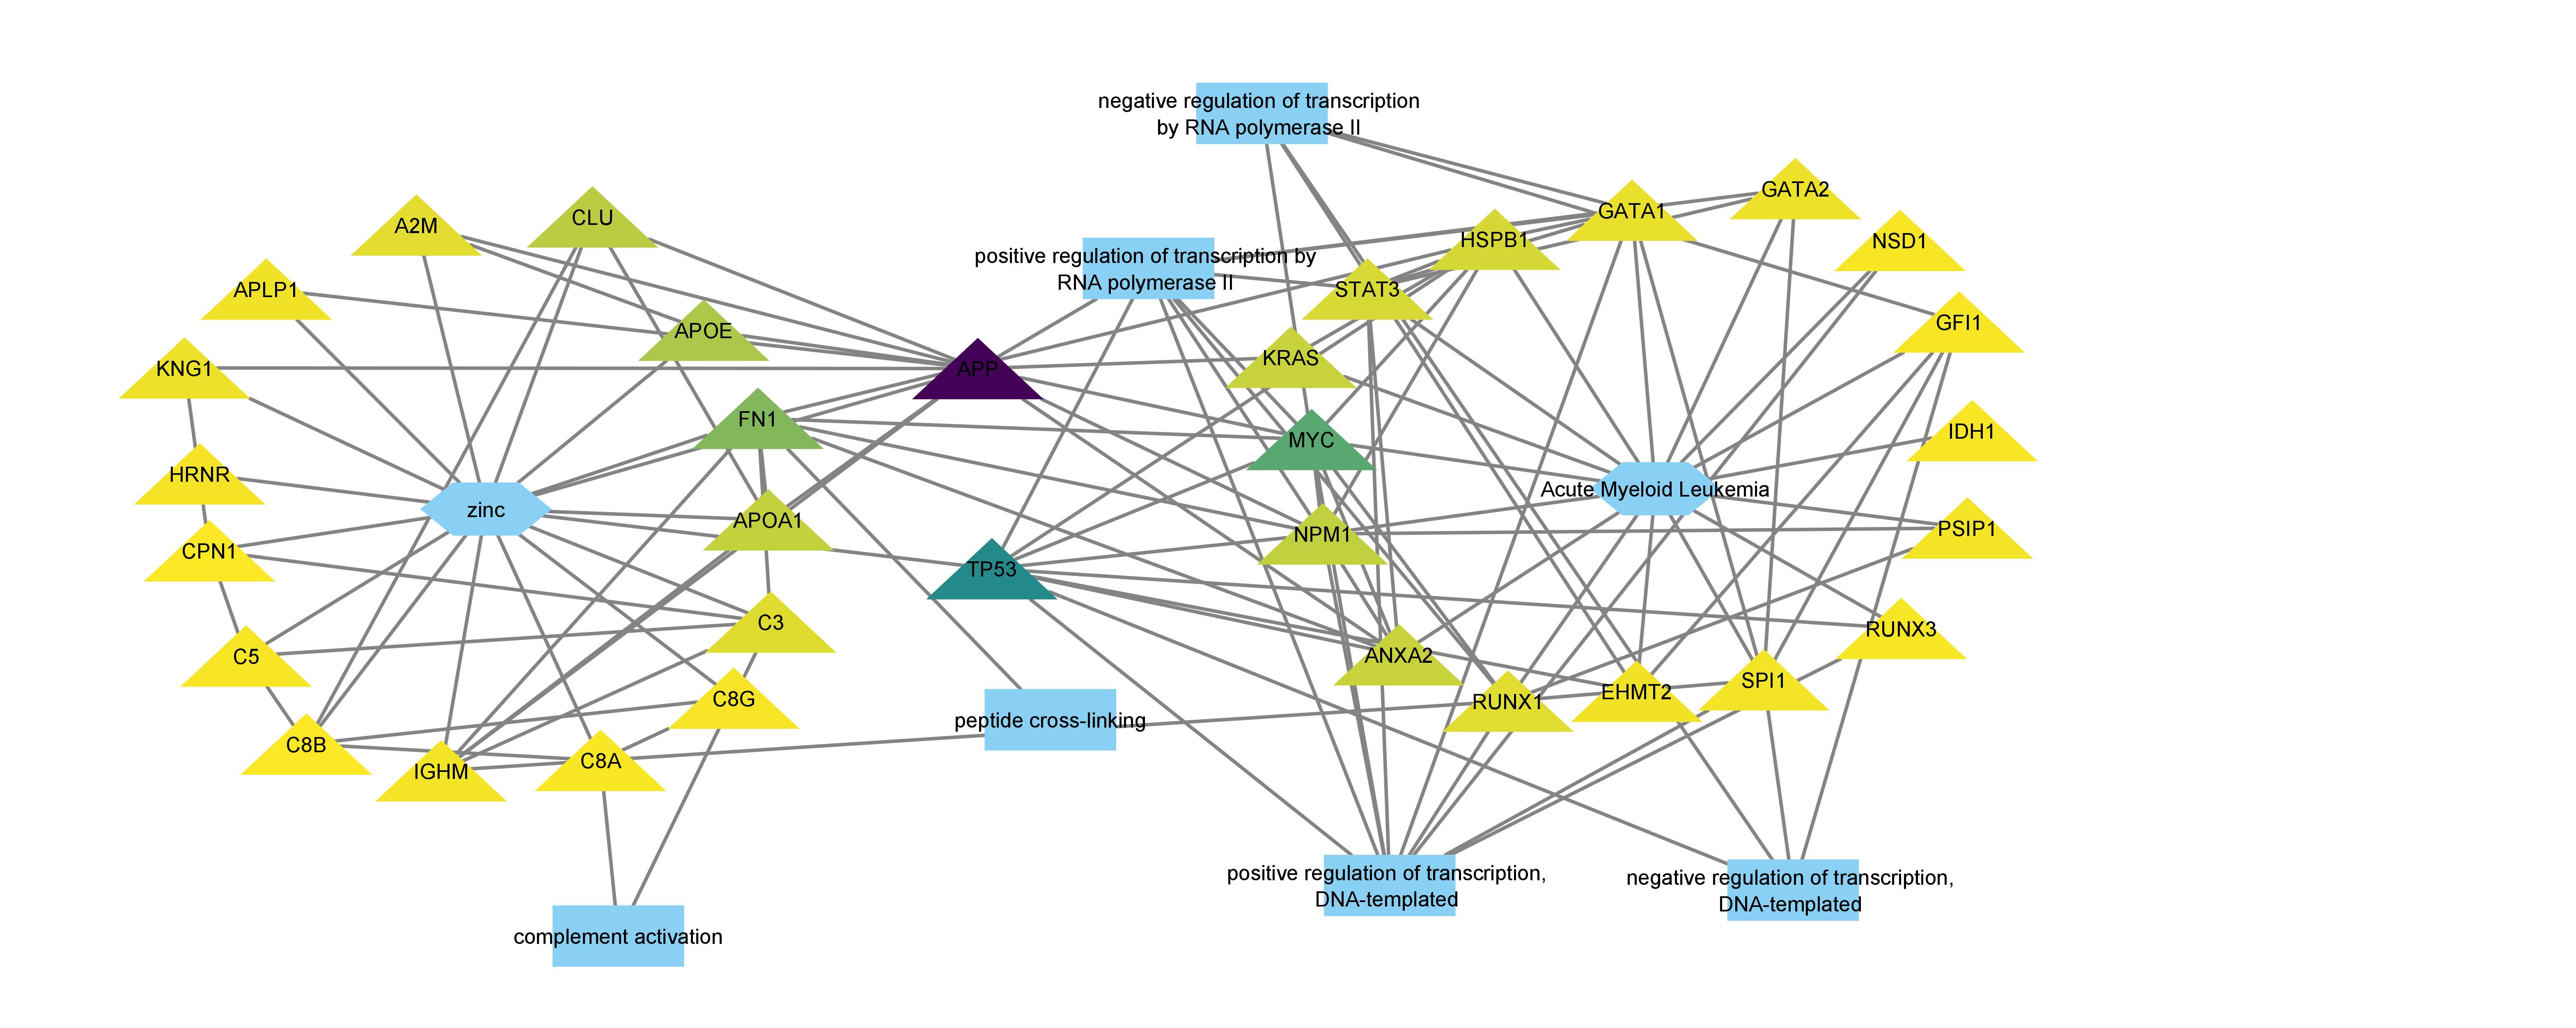 negative regulation of transcription
by RNA polymerase II
GATA2
CLU
GATA1
A2M
HSPB1
NSD1
positive regulation of transcription by
RNA polymerase II
APLP1
STAT3
GFI1
APOE
KRAS
KNG1
APP
FN1
MYC
IDH1
HRNR
Acute Myeloid Leukemia
zinc
APOA1
PSIP1
NPM1
CPN1
TP53
C3
RUNX3
C5
ANXA2
SPI1
EHMT2
C8G
RUNX1
peptide cross-linking
C8B
C8A
IGHM
positive regulation of transcription,
DNA-templated
negative regulation of transcription,
DNA-templated
complement activation